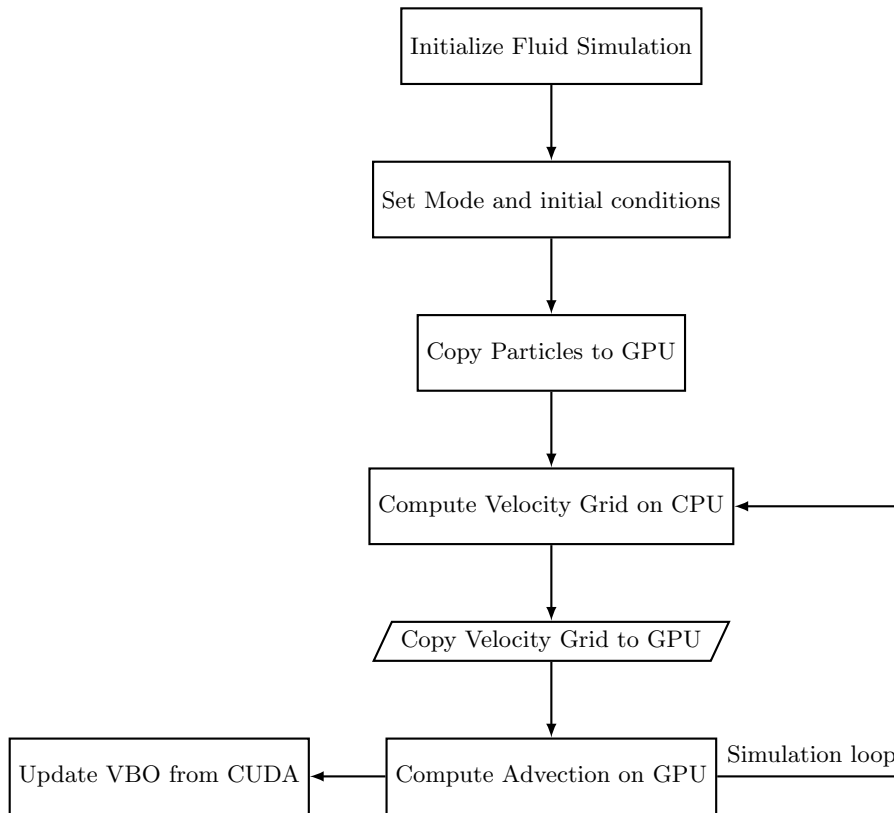 Initialize Fluid Simulation
Set Mode and initial conditions
Copy Particles to GPU
Compute Velocity Grid on CPU
Copy Velocity Grid to GPU
Simulation loop
Update VBO from CUDA
Compute Advection on GPU